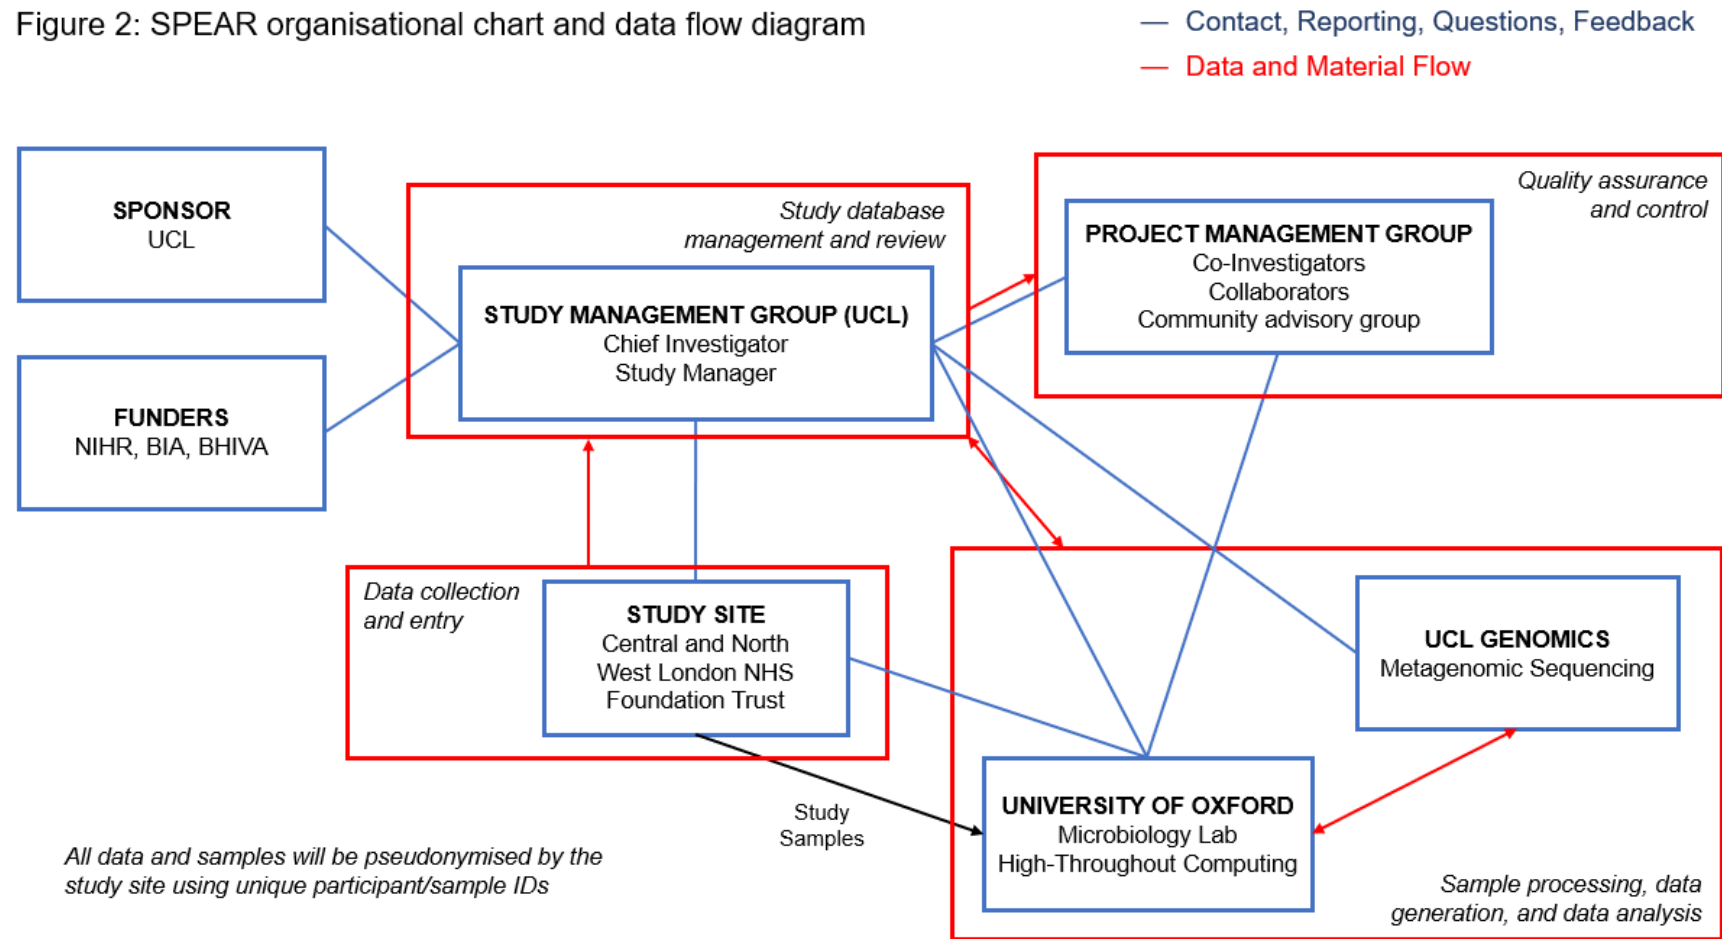 Figure 2: SPEAR organisational chart and data flow diagram
Contact, Reporting, Questions, Feedback
Data and Material Flow
SPONSOR
UCL
FUNDERS
NIHR, BIA, BHIVA
Study database
management and review
STUDY MANAGEMENT GROUP (UCL)
Chief Investigator
Study Manager
Quality assurance
and control
PROJECT MANAGEMENT GROUP
Co-Investigators
Collaborators
Community advisory group
Data collection
and entry
STUDY SITE
Central and North
West London NHS
Foundation Trust
UCL GENOMICS
Metagenomic Sequencing
Study
Samples
UNIVERSITY OF OXFORD
Microbiology Lab
High-Throughout Computing
Sample processing, data
generation, and data analysis
All data and samples will be pseudonymised by the
study site using unique participant/sample IDs